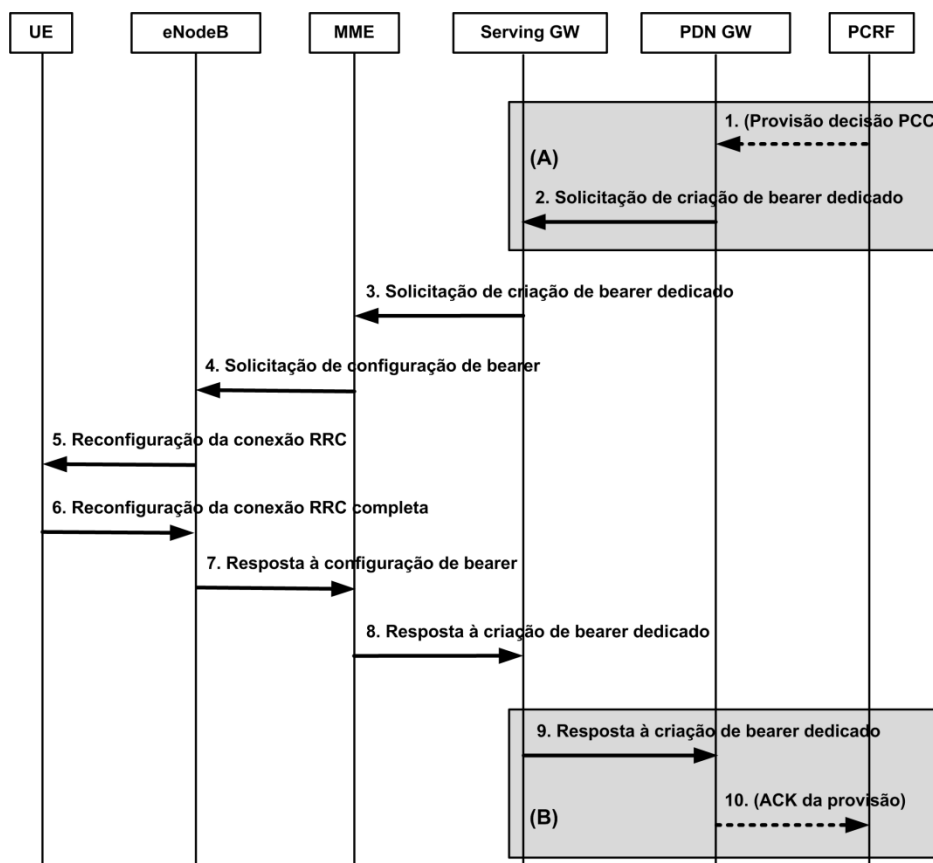 UE eNodeB MME Serving GW PDN GW PCRF
1. (Provisão decisão PCC
(A)
2. Solicitação de criação de bearer dedicado
3. Solicitação de criação de bearer dedicado
4. Solicitação de configuração de bearer
5. Reconfiguração da conexão RRC
6. Reconfiguração da conexão RRC completa
7. Resposta à configuração de bearer
8. Resposta à criação de bearer dedicado
9. Resposta à criação de bearer dedicado
10. (ACK da provisão)
(B)